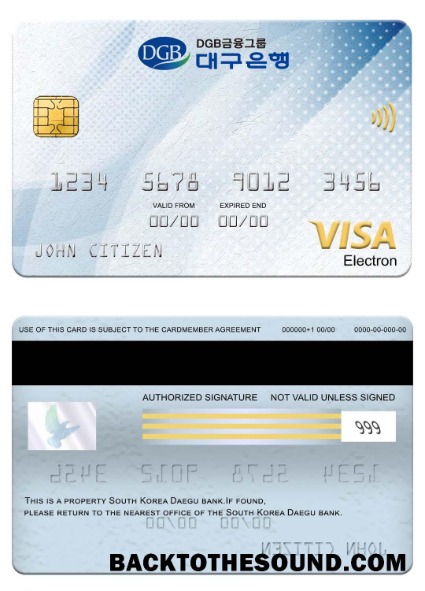 DGB
DGB금융그룹
대구은행
1234 5678 9012 3456
VALID FROM EXPIRED END
00/00 00/00
JOHN CITIZEN
VISA
Electron
USE OF THIS CARD IS SUBJECT TO THE CARDMEMBER AGREEMENT 000000+1 00/00 0000-00-000-00
AUTHORIZED SIGNATURE NOT VALID UNLESS SIGNED
999
THIS IS A PROPERTY SOUTH KOREA DAEGU BANK.IF FOUND,
PLEASE RETURN TO THE NEAREST OFFICE OF THE SOUTH KOREA DAEGU BANK.
BACKTOTHESOUND.COM